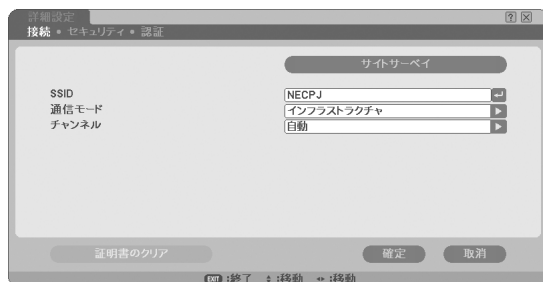 詳細設定
接続 • セキュリティ • 認証
サイトサーベイ
SSID NECPJ
通信モード インフラストラクチャ
チャンネル 自動
証明書のクリア 確定 取消
EXIT :終了 :移動 :移動